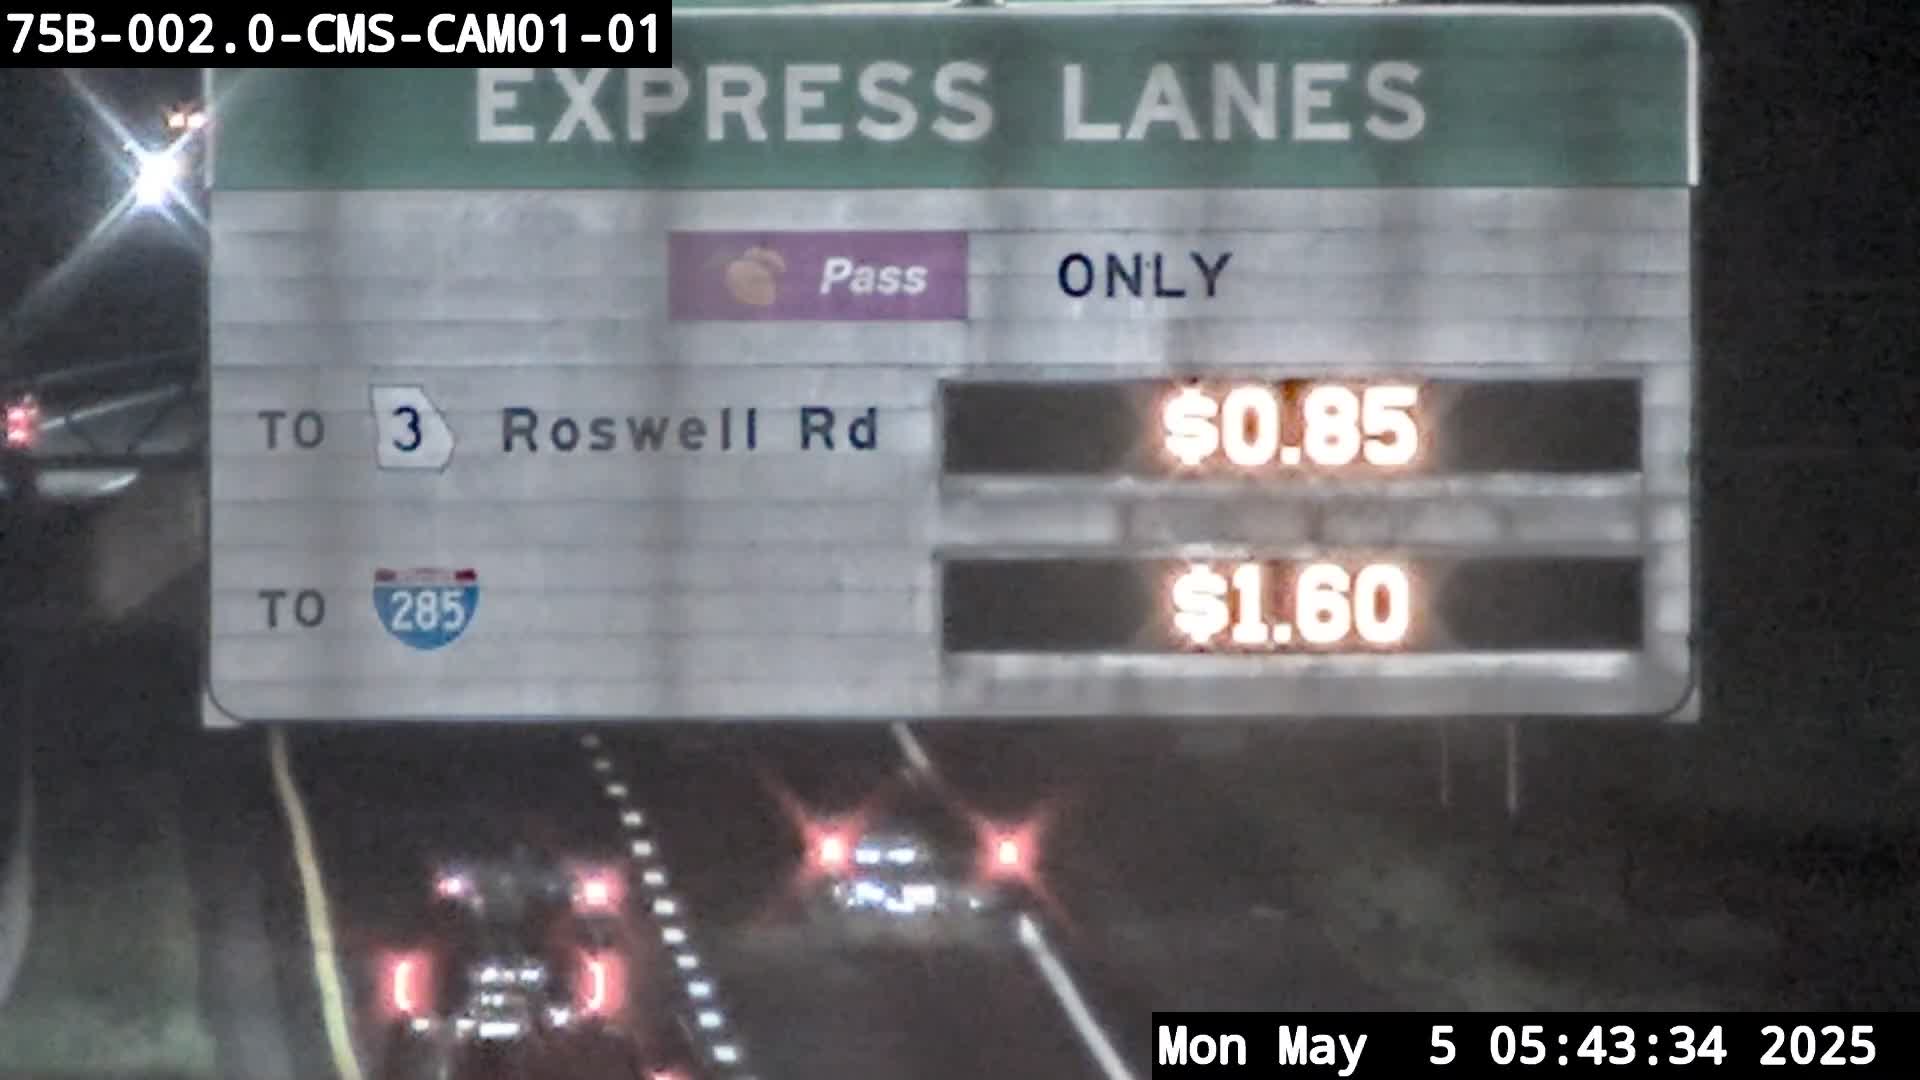 75B-002.0-CMS-CAM01-01
EXPRESS LANES
Pass ONLY
TO 3 Roswell Rd $0.85
TO 285 $1.60
Mon May 5 05:43:34 2025